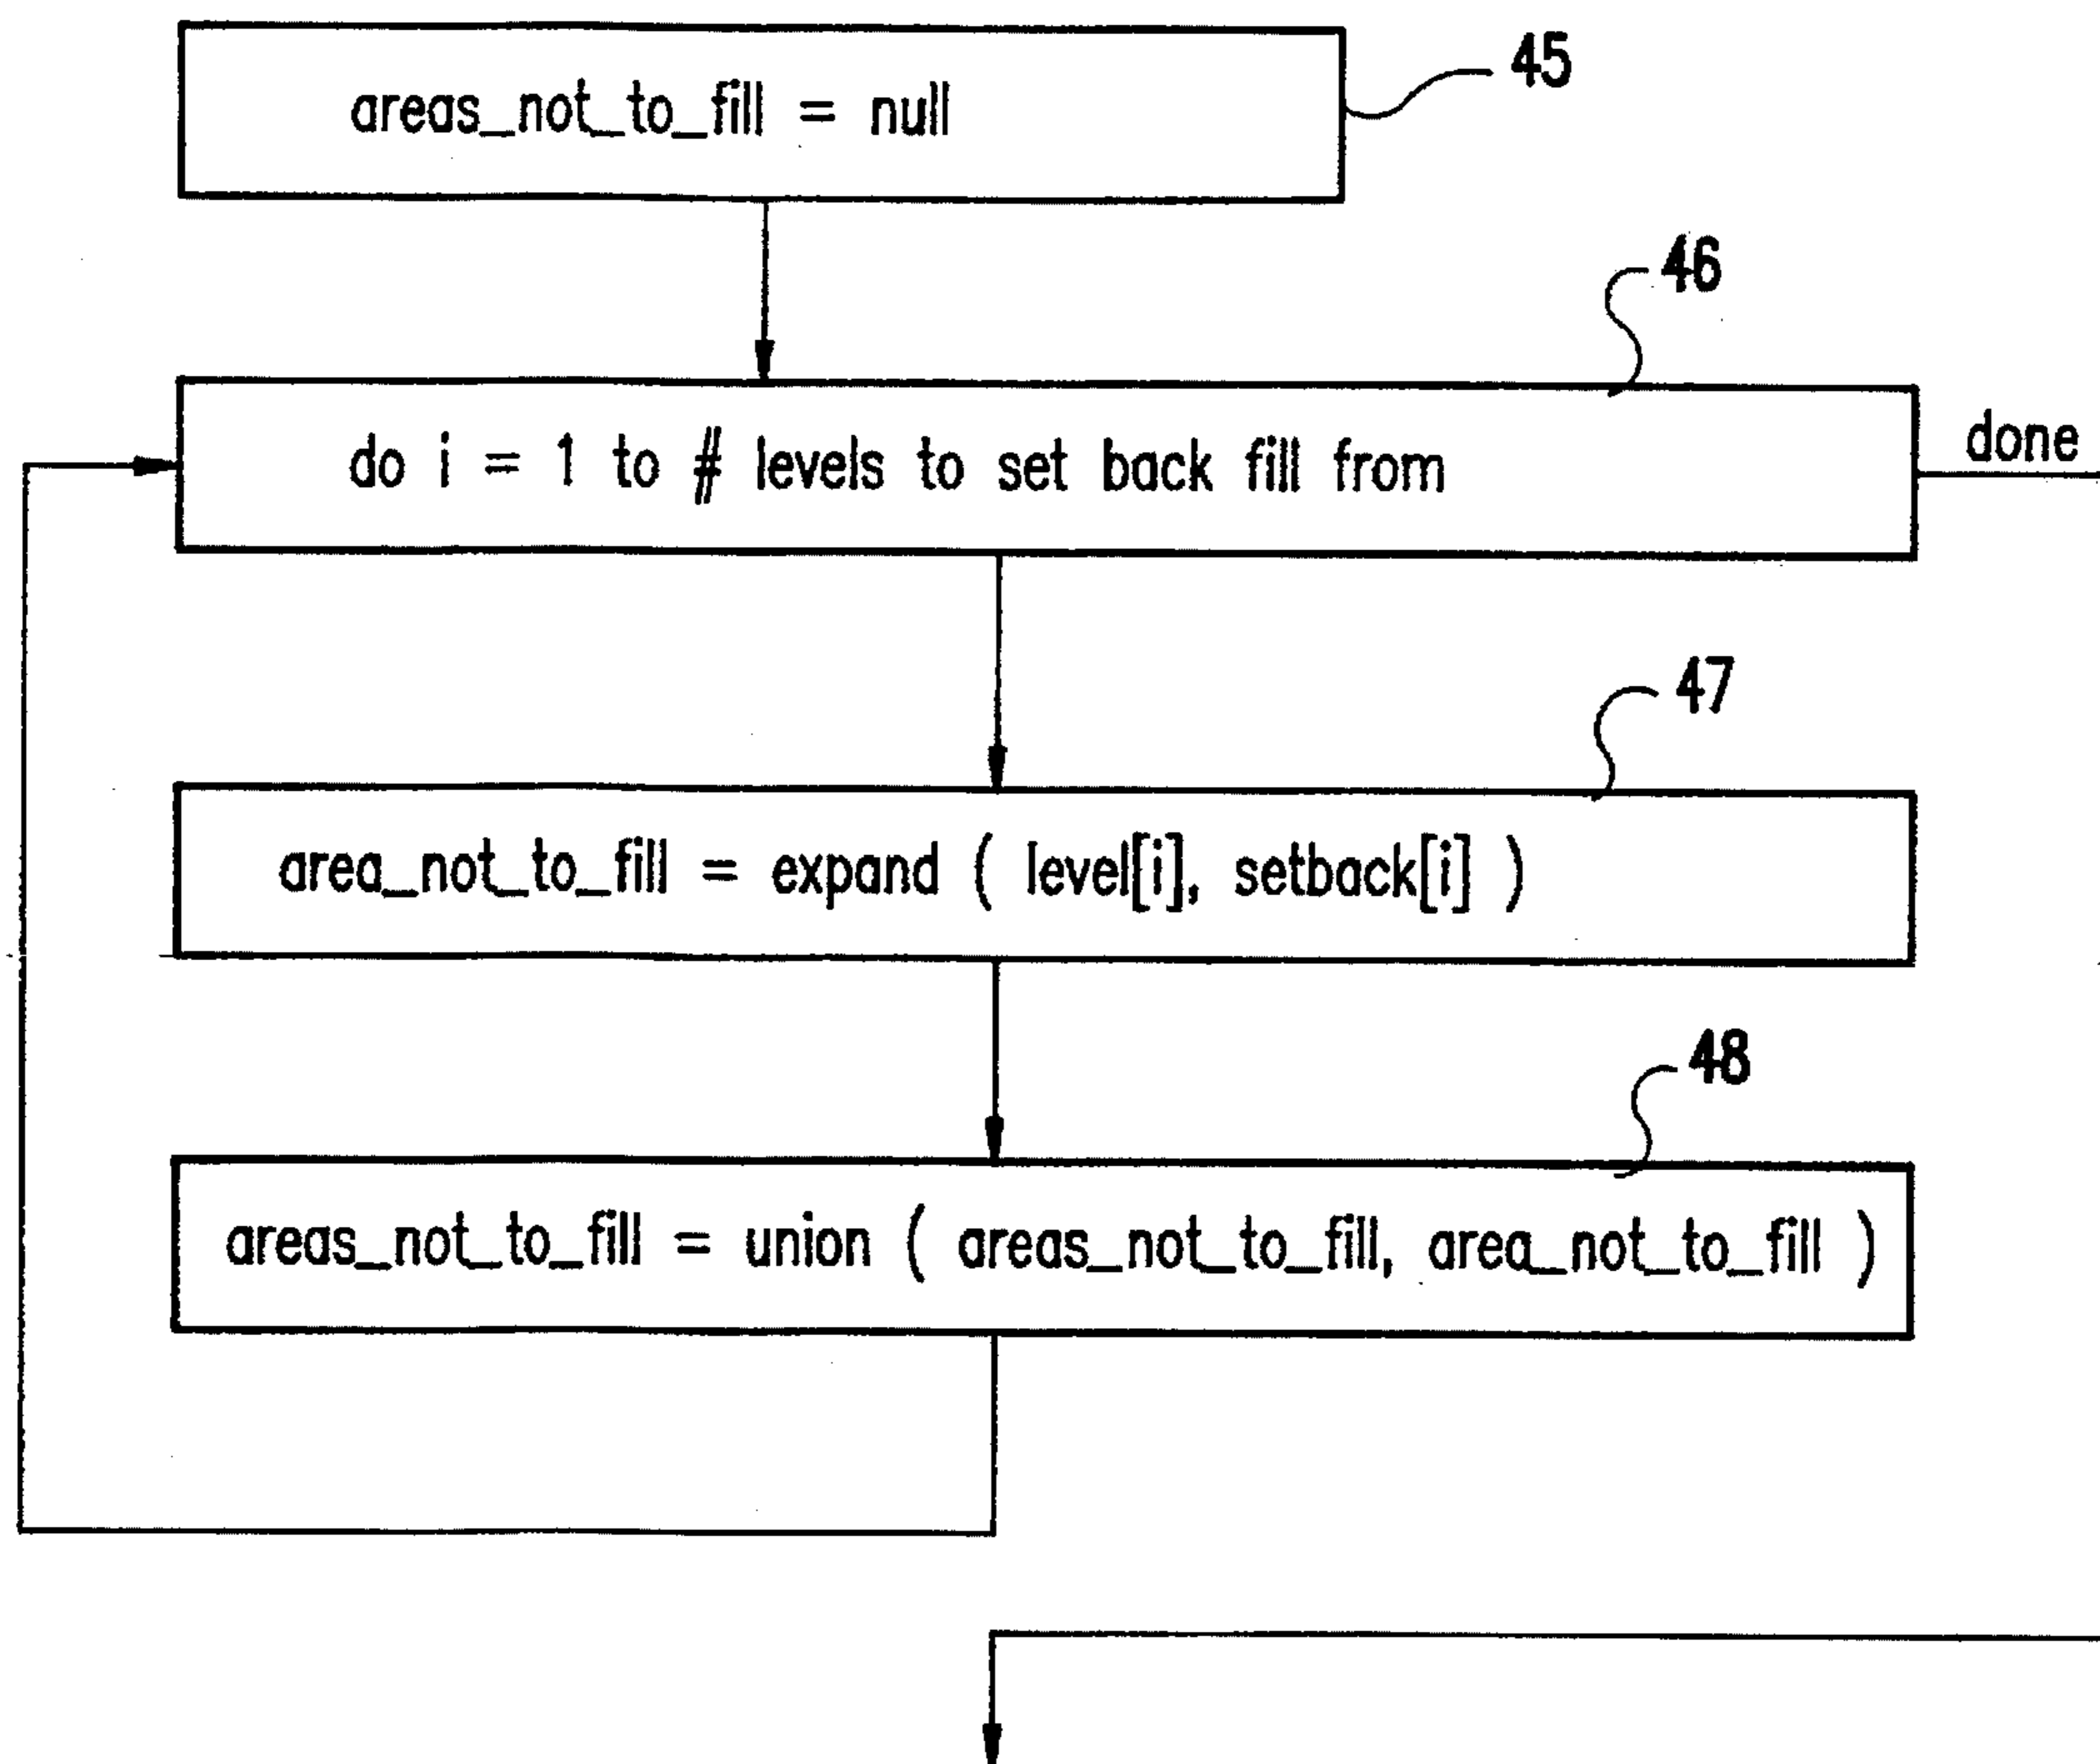 areas_not_to_fill = null
45
46
do i = 1 to # levels to set back fill from
done
47
area_not_to_fill = expand ( level[i], setback[i] )
48
areas_not_to_fill = union ( areas_not_to_fill, area_not_to_fill )